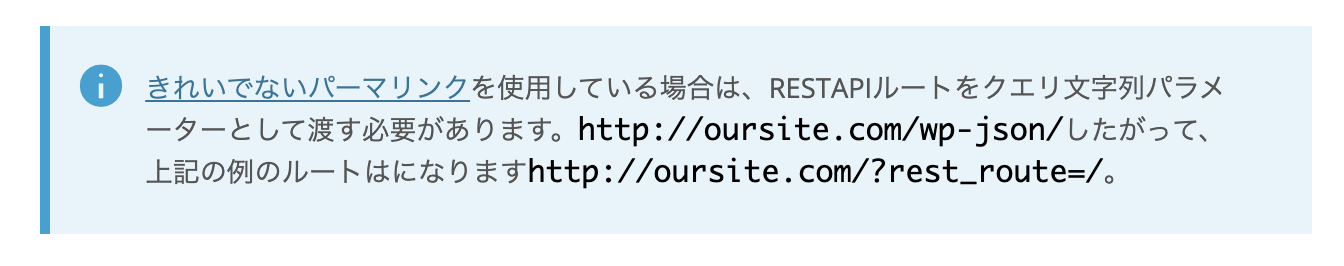 きれいでないパーマリンクを使用している場合は、RESTAPIルートをクエリ文字列パラメ
ーターとして渡す必要があります。http://oursite.com/wp-json/したがって、
上記の例のルートはになりますhttp://oursite.com/?rest_route=/。